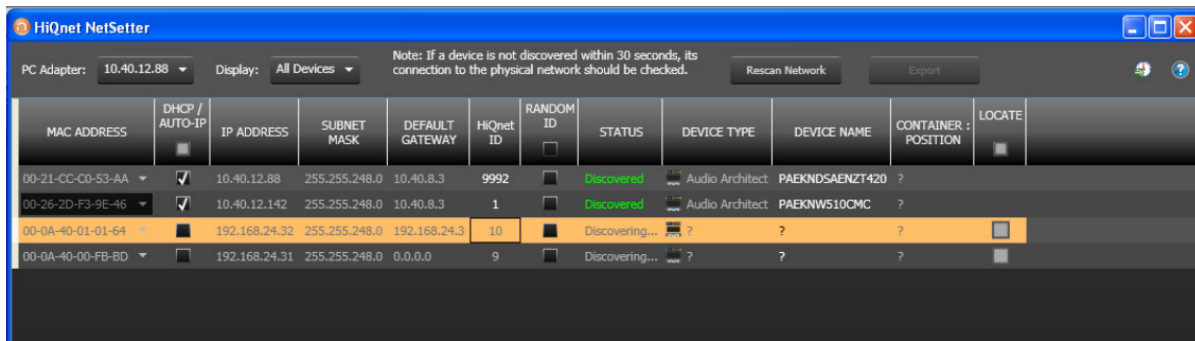 HiQnet NetSetter
PC Adapter: 10.40.12.88 Display: All Devices Note: If a device is not discovered within 30 seconds, its
connection to the physical network should be checked. Rescan Network Export
MAC ADDRESS DHCP / AUTO-IP IP ADDRESS SUBNET MASK DEFAULT GATEWAY HiQnet ID RANDOM ID STATUS DEVICE TYPE DEVICE NAME CONTAINER : POSITION LOCATE
00-21-CC-C0-53-AA 10.40.12.88 255.255.248.0 10.40.8.3 9992 Discovered Audio Architect PAEKNDSAENZT420 ?
00-26-2D-F3-9E-46 10.40.12.142 255.255.248.0 10.40.8.3 1 Discovered Audio Architect PAEKNW510CMC ?
00-0A-40-01-01-64 192.168.24.32 255.255.248.0 192.168.24.3 10 Discovering... ? ? ?
00-0A-40-00-FB-BD 192.168.24.31 255.255.248.0 0.0.0.0 9 Discovering... ? ? ?